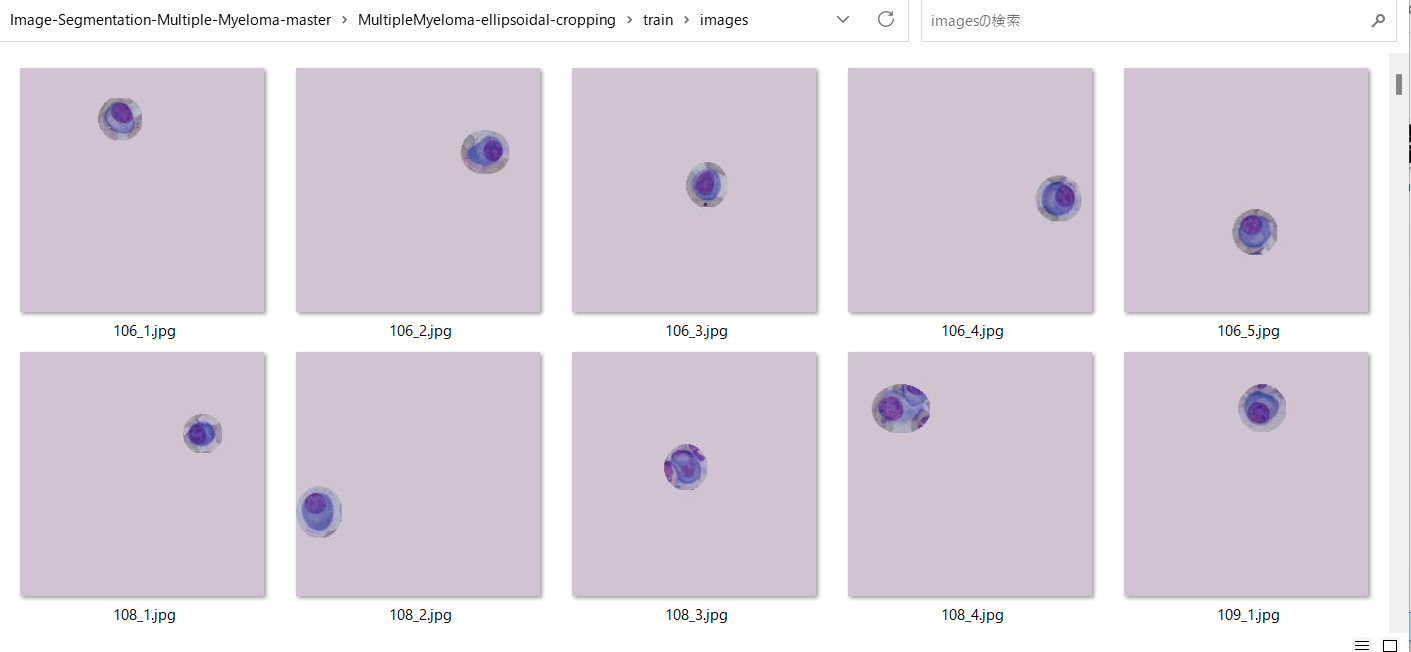 Image-Segmentation-Multiple-Myeloma-master > MultipleMyeloma-ellipsoidal-cropping > train > images
imagesの検索
106_1.jpg 106_2.jpg 106_3.jpg 106_4.jpg 106_5.jpg
108_1.jpg 108_2.jpg 108_3.jpg 108_4.jpg 109_1.jpg